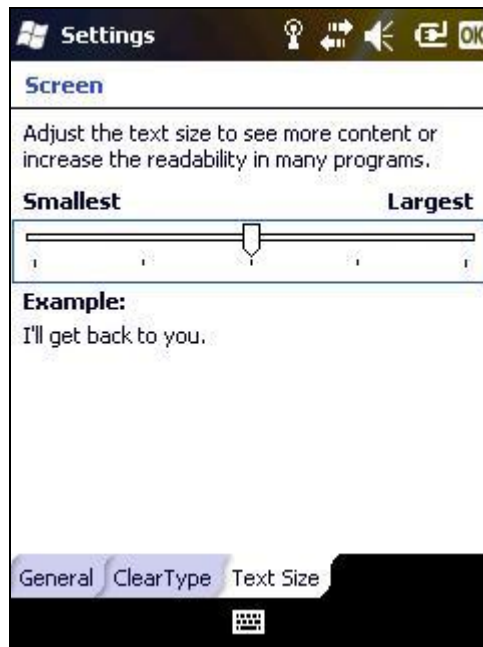 Settings OK
Screen
Adjust the text size to see more content or
increase the readability in many programs.
Smallest Largest
Example:
I'll get back to you.
General ClearType Text Size